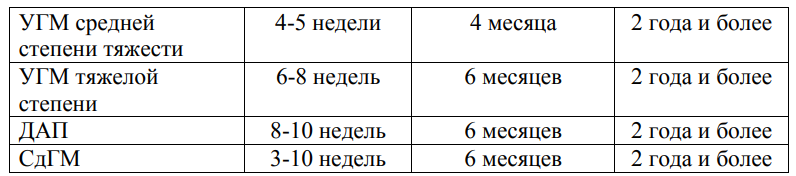 УГМ средней степени тяжести 4-5 недели 4 месяца 2 года и более
УГМ тяжелой степени 6-8 недель 6 месяцев 2 года и более
ДАП 8-10 недель 6 месяцев 2 года и более
СдГМ 3-10 недель 6 месяцев 2 года и более